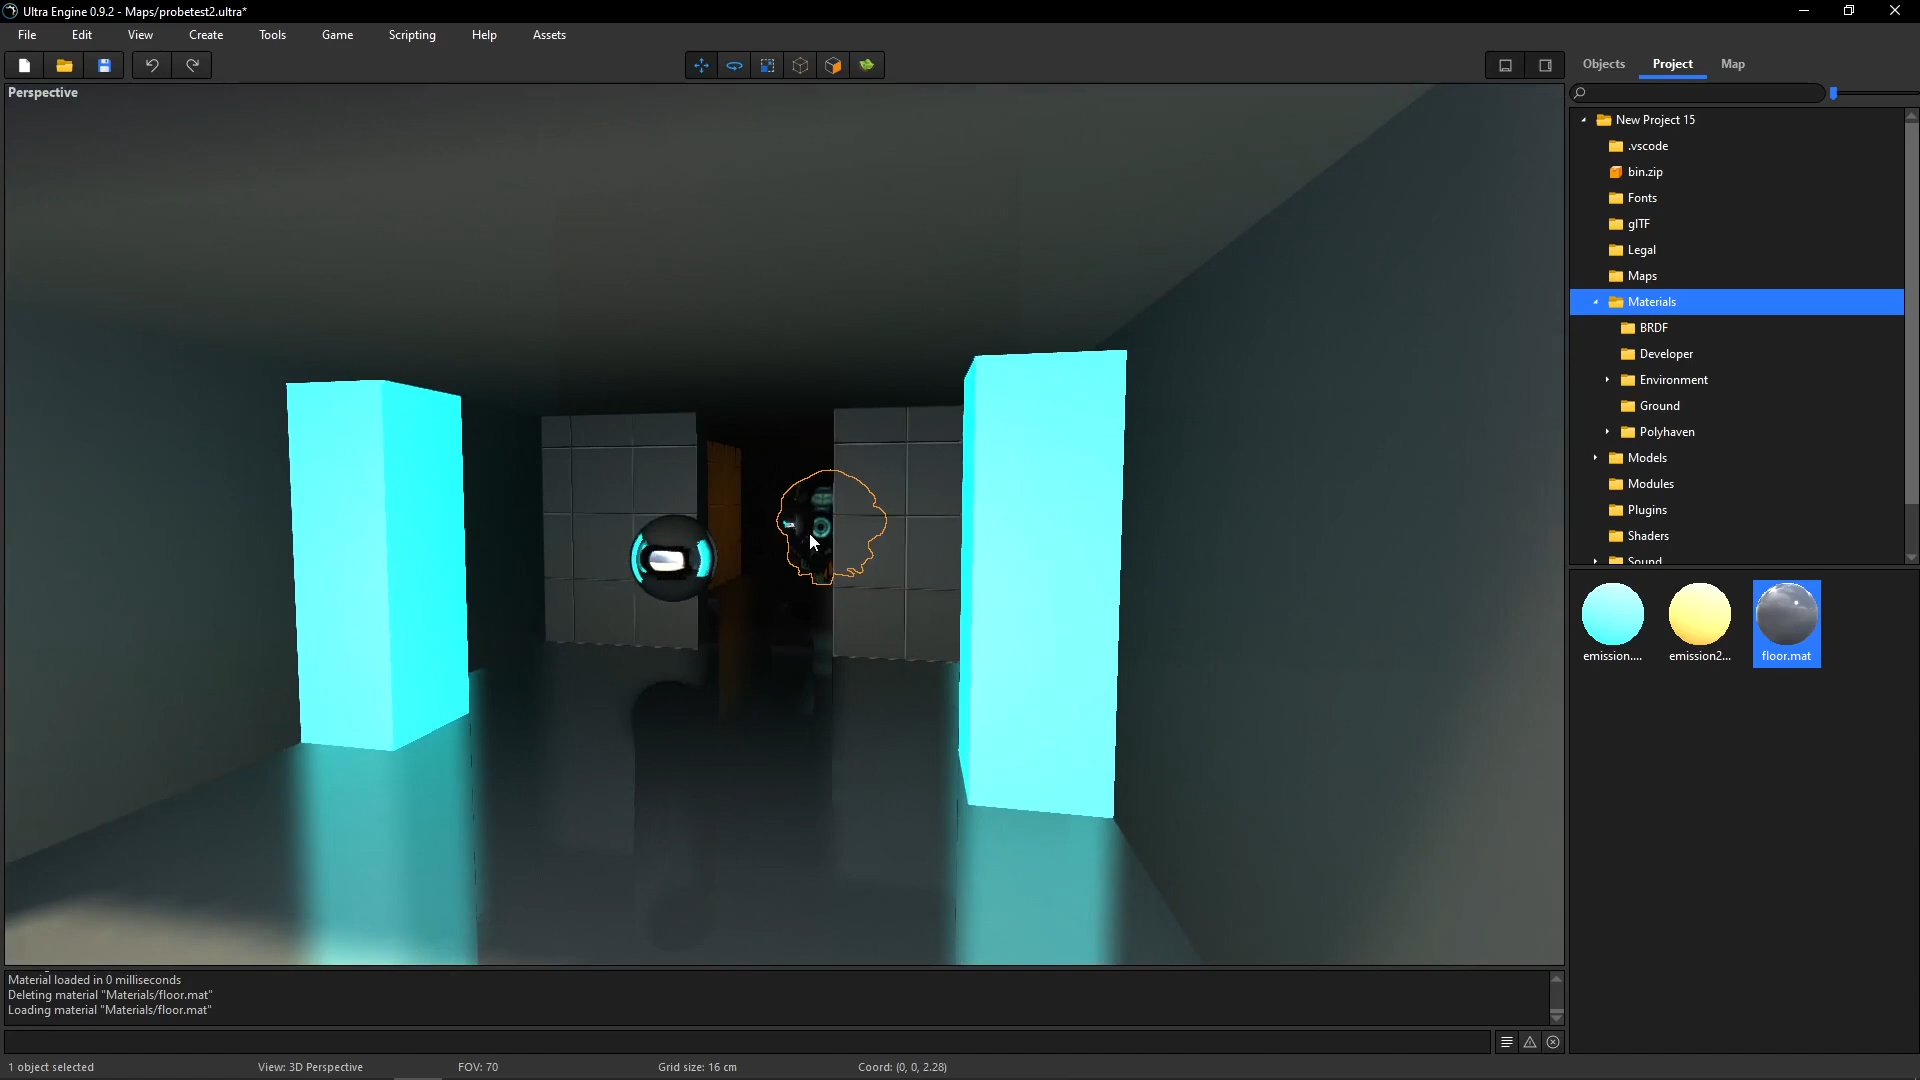 Ultra Engine 0.9.2 - Maps/probetest2.ultra*
File Edit View Create Tools Game Scripting Help Assets
Objects Project Map
Perspective
New Project 15
.vscode
bin.zip
Fonts
glTF
Legal
Maps
Materials
BRDF
Developer
Environment
Ground
Polyhaven
Models
Modules
Plugins
Shaders
Sound
emission.... emission2... floor.mat
Material loaded in 0 milliseconds
Deleting material "Materials/floor.mat"
Loading material "Materials/floor.mat"
1 object selected View: 3D Perspective FOV: 70 Grid size: 16 cm Coord: (0, 0, 2.28)